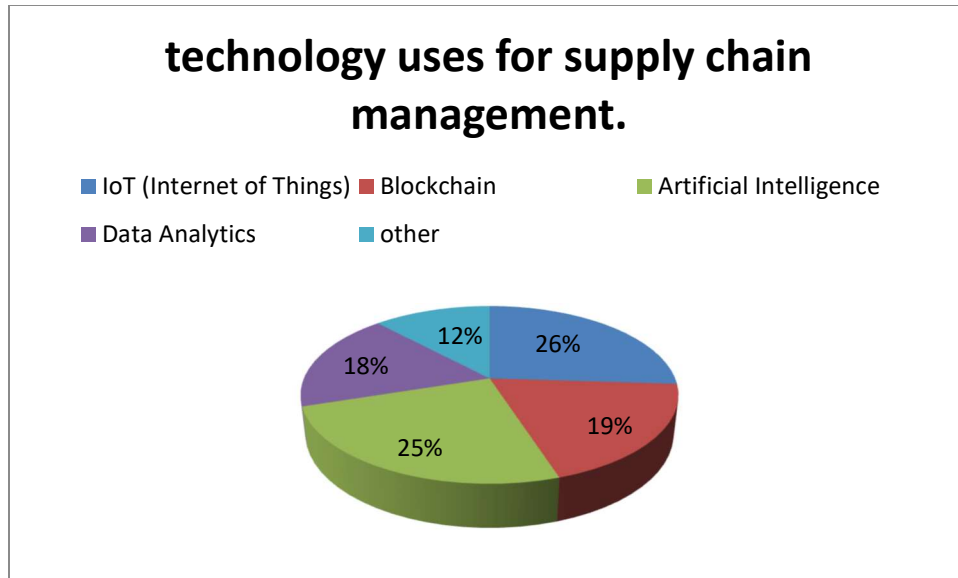 technology uses for supply chain
management.
IoT (Internet of Things) Blockchain Artificial Intelligence
Data Analytics other
12%
26%
18%
19%
25%